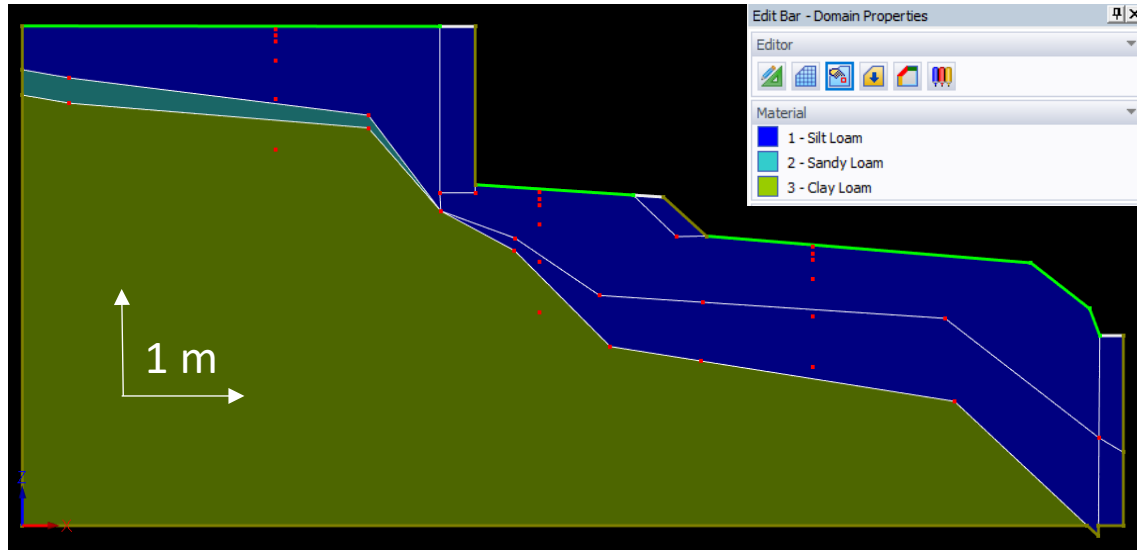 Edit Bar - Domain Properties
Editor
Material
1 - Silt Loam
2 - Sandy Loam
3 - Clay Loam
1 m
Z
X